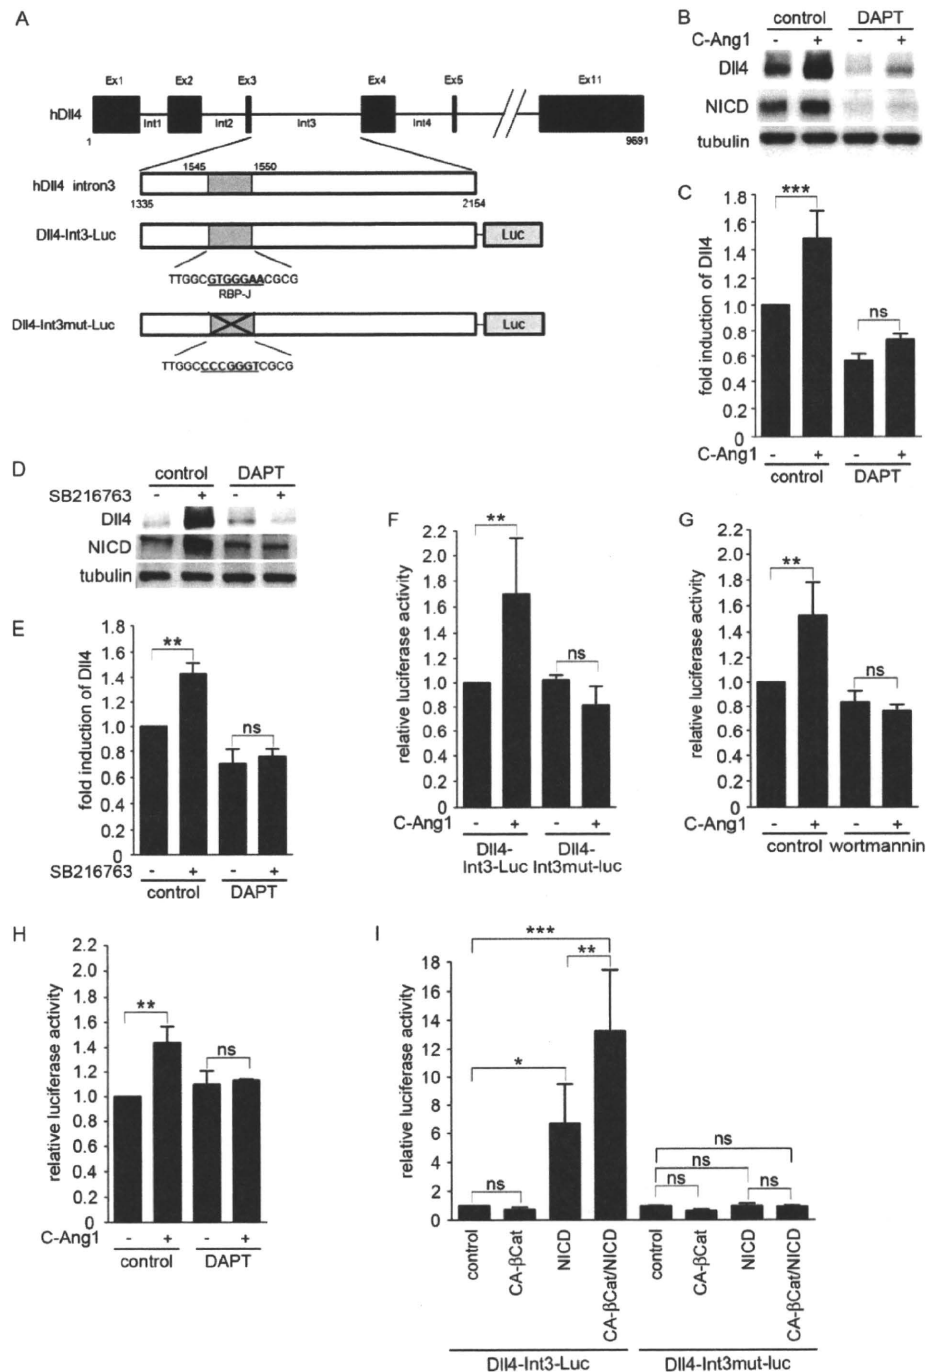 A
Ex1 Ex2 Ex3 Ex4 Ex5 Ex11
hDll4
Int1 Int2 Int3 Int4
1 9691
1545 1550
hDll4 intron3
1335 2154
Dll4-Int3-Luc Luc
TTGGCGTGGGAACGCG
RBP-J
Dll4-Int3mut-Luc Luc
TTGGCCCCGGGTCGCG
B
control DAPT
C-Ang1 - + - +
Dll4
NICD
tubulin
C
fold induction of Dll4
1.8
1.6
1.4
1.2
1.0
0.8
0.6
0.4
0.2
0
***
ns
C-Ang1 - + - +
control DAPT
D
control DAPT
SB216763 - + - +
Dll4
NICD
tubulin
E
fold induction of Dll4
1.8
1.6
1.4
1.2
1.0
0.8
0.6
0.4
0.2
0
**
ns
SB216763 - + - +
control DAPT
F
relative luciferase activity
2.2
2.0
1.8
1.6
1.4
1.2
1.0
0.8
0.6
0.4
0.2
0
**
ns
C-Ang1 - + - +
Dll4- Dll4-
Int3-Luc Int3mut-luc
G
relative luciferase activity
2.2
2.0
1.8
1.6
1.4
1.2
1.0
0.8
0.6
0.4
0.2
0
**
ns
C-Ang1 - + - +
control wortmannin
H
relative luciferase activity
2.2
2.0
1.8
1.6
1.4
1.2
1.0
0.8
0.6
0.4
0.2
0
**
ns
C-Ang1 - + - +
control DAPT
I
relative luciferase activity
18
16
14
12
10
8
6
4
2
1
0
***
**
*
ns
ns
ns
ns
ns
control CA-βCat NICD CA-βCat/NICD control CA-βCat NICD CA-βCat/NICD
Dll4-Int3-Luc Dll4-Int3mut-luc